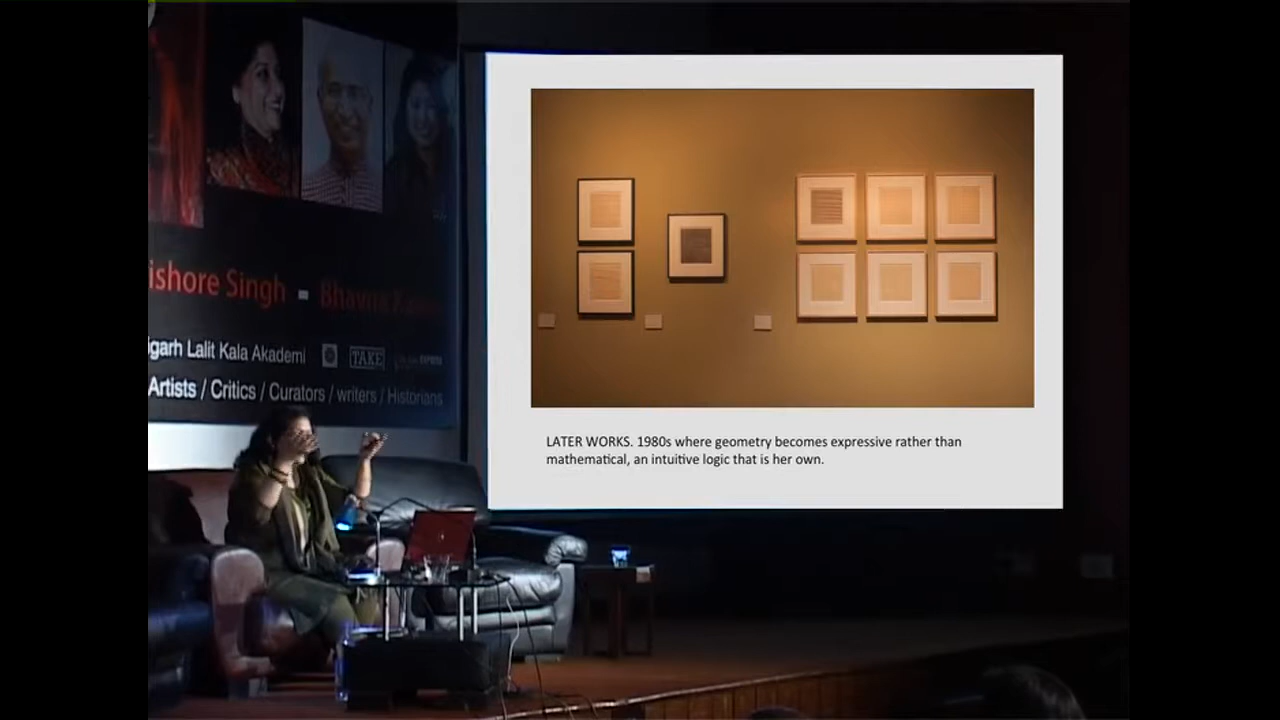 ishore Singh - Bhavna
igarh Lalit Kala Akademi
TAKE
Artists / Critics / Curators / writers / Historians
LATER WORKS. 1980s where geometry becomes expressive rather than
mathematical, an intuitive logic that is her own.